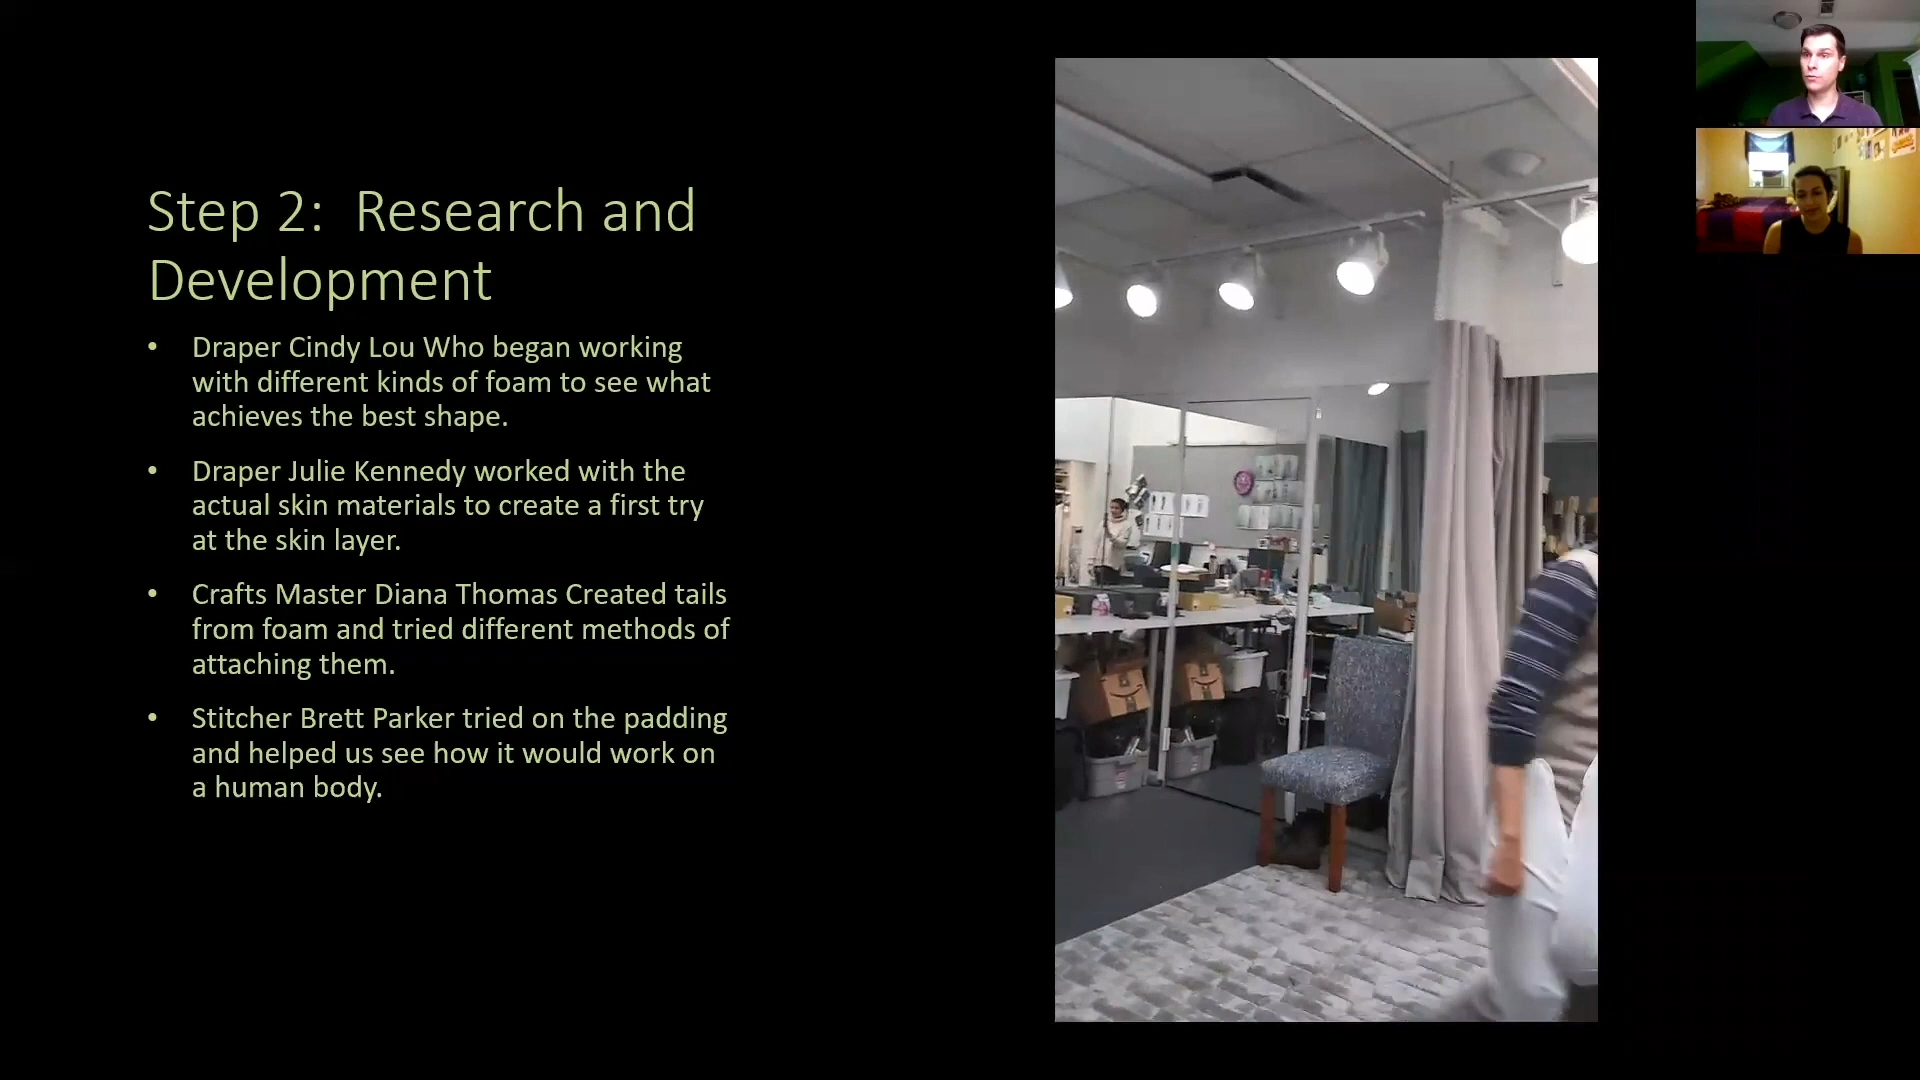 Step 2:  Research and
Development
• Draper Cindy Lou Who began working
with different kinds of foam to see what
achieves the best shape.
• Draper Julie Kennedy worked with the
actual skin materials to create a first try
at the skin layer.
• Crafts Master Diana Thomas Created tails
from foam and tried different methods of
attaching them.
• Stitcher Brett Parker tried on the padding
and helped us see how it would work on
a human body.